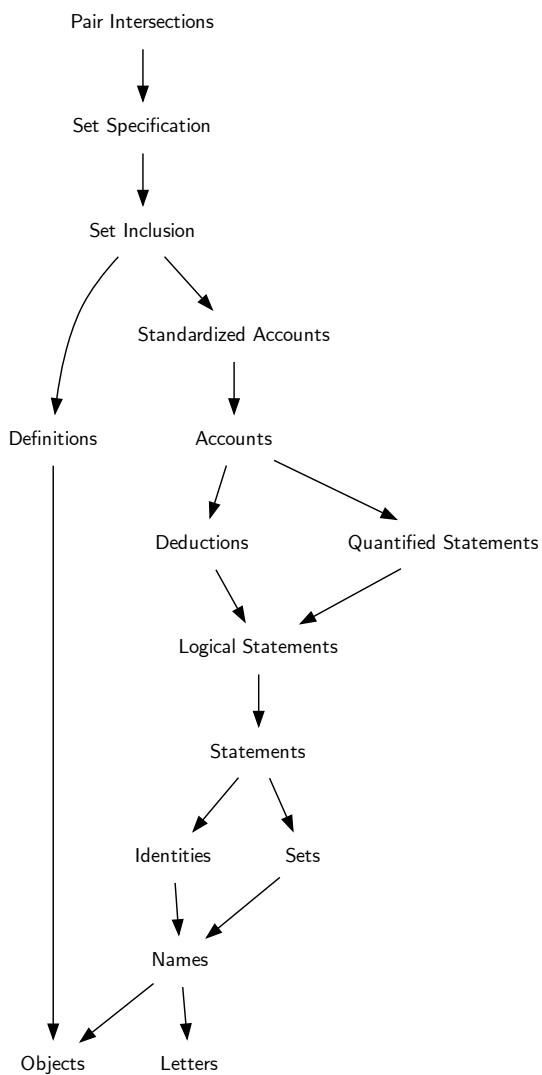 Pair Intersections
Set Specification
Set Inclusion
Standardized Accounts
Definitions
Accounts
Deductions
Quantified Statements
Logical Statements
Statements
Identities
Sets
Names
Objects
Letters